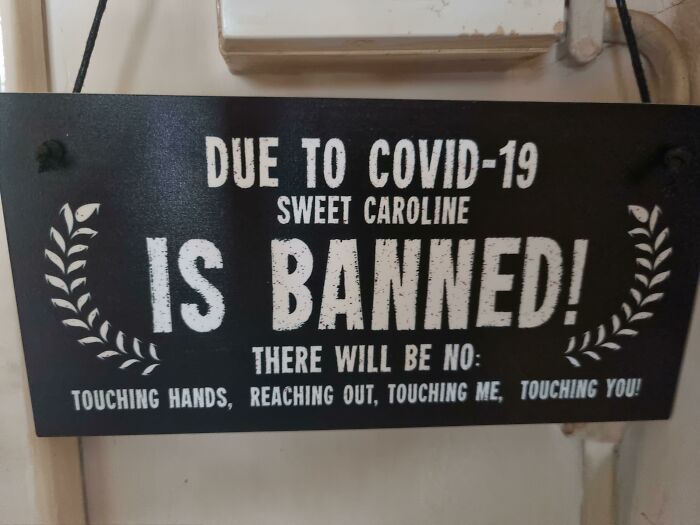 DUE TO COVID-19
SWEET CAROLINE
IS BANNED!
THERE WILL BE NO:
TOUCHING HANDS, REACHING OUT, TOUCHING ME, TOUCHING YOU!